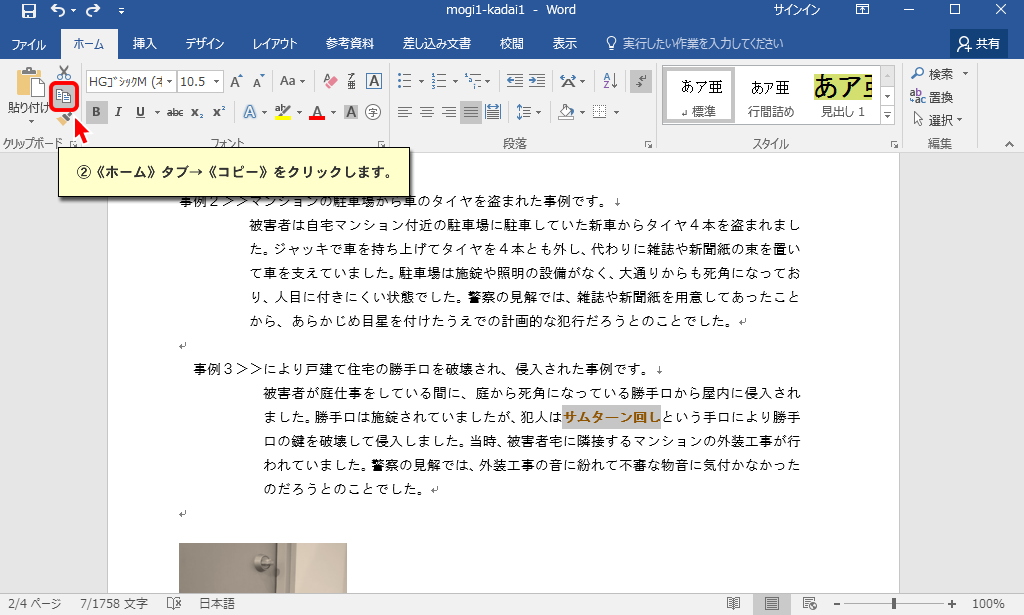 mogi1-kadai1 - Word
サインイン
ファイル ホーム 挿入 デザイン レイアウト 参考資料 差し込み文書 校閲 表示 実行したい作業を入力してください 共有
HGｺﾞｼｯｸM (ｵ 10.5 A A Aa ア亜 A
検索
貼り付け
B I U abc x₂ x² A ab A A 字
あア亜 あア亜 あア亜
置換
標準 行間詰め 見出し 1
選択
クリップボード フォント 段落 スタイル 編集
②《ホーム》タブ→《コピー》をクリックします。
事例２＞＞マンションの駐車場から車のタイヤを盗まれた事例です。↓
被害者は自宅マンション付近の駐車場に駐車していた新車からタイヤ４本を盗まれまし
た。ジャッキで車を持ち上げてタイヤを４本とも外し、代わりに雑誌や新聞紙の束を置い
て車を支えていました。駐車場は施錠や照明の設備がなく、大通りからも死角になってお
り、人目に付きにくい状態でした。警察の見解では、雑誌や新聞紙を用意してあったこと
から、あらかじめ目星を付けたうえでの計画的な犯行だろうとのことでした。↵
↵
事例３＞＞により戸建て住宅の勝手口を破壊され、侵入された事例です。↓
被害者が庭仕事をしている間に、庭から死角になっている勝手口から屋内に侵入され
ました。勝手口は施錠されていましたが、犯人はサムターン回しという手口により勝手
口の鍵を破壊して侵入しました。当時、被害者宅に隣接するマンションの外装工事が行
われていました。警察の見解では、外装工事の音に紛れて不審な物音に気付かなかった
のだろうとのことでした。↵
↵
2/4 ページ 7/1758 文字 日本語 100%